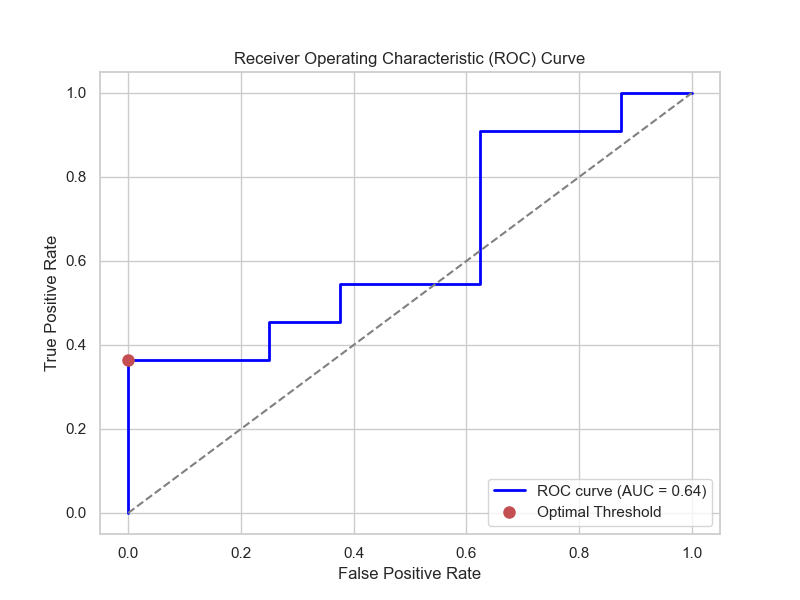 Receiver Operating Characteristic (ROC) Curve
1.0
0.8
0.6
0.4
0.2
0.0
True Positive Rate
0.0 0.2 0.4 0.6 0.8 1.0
False Positive Rate
ROC curve (AUC = 0.64)
Optimal Threshold